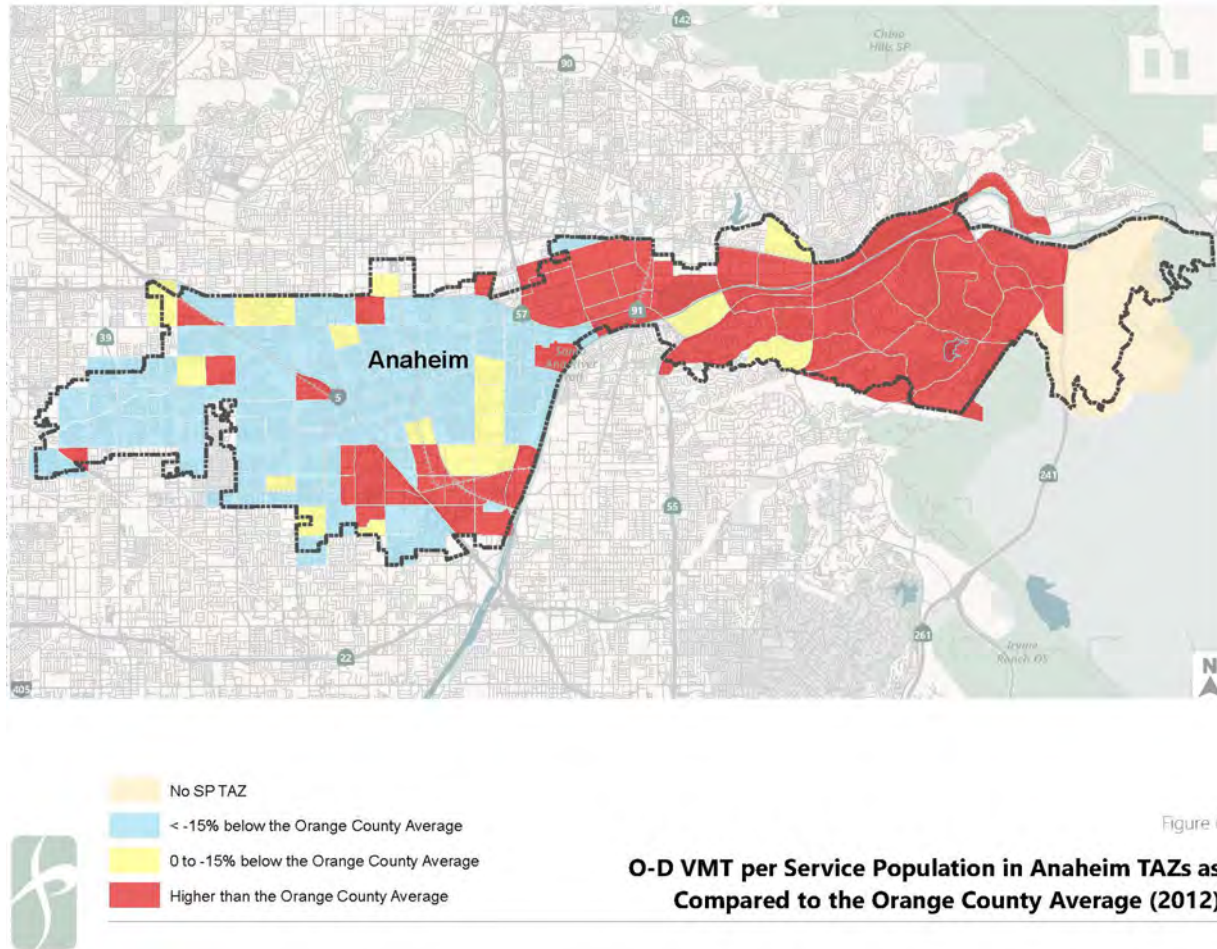 142
Chino
Hills SP
90
39
57
91
Anaheim
5
55
241
261
Irvine
Ranch OS
22
405
N
No SP TAZ
< -15% below the Orange County Average
0 to -15% below the Orange County Average
Higher than the Orange County Average
Figure
O-D VMT per Service Population in Anaheim TAZs as
Compared to the Orange County Average (2012)